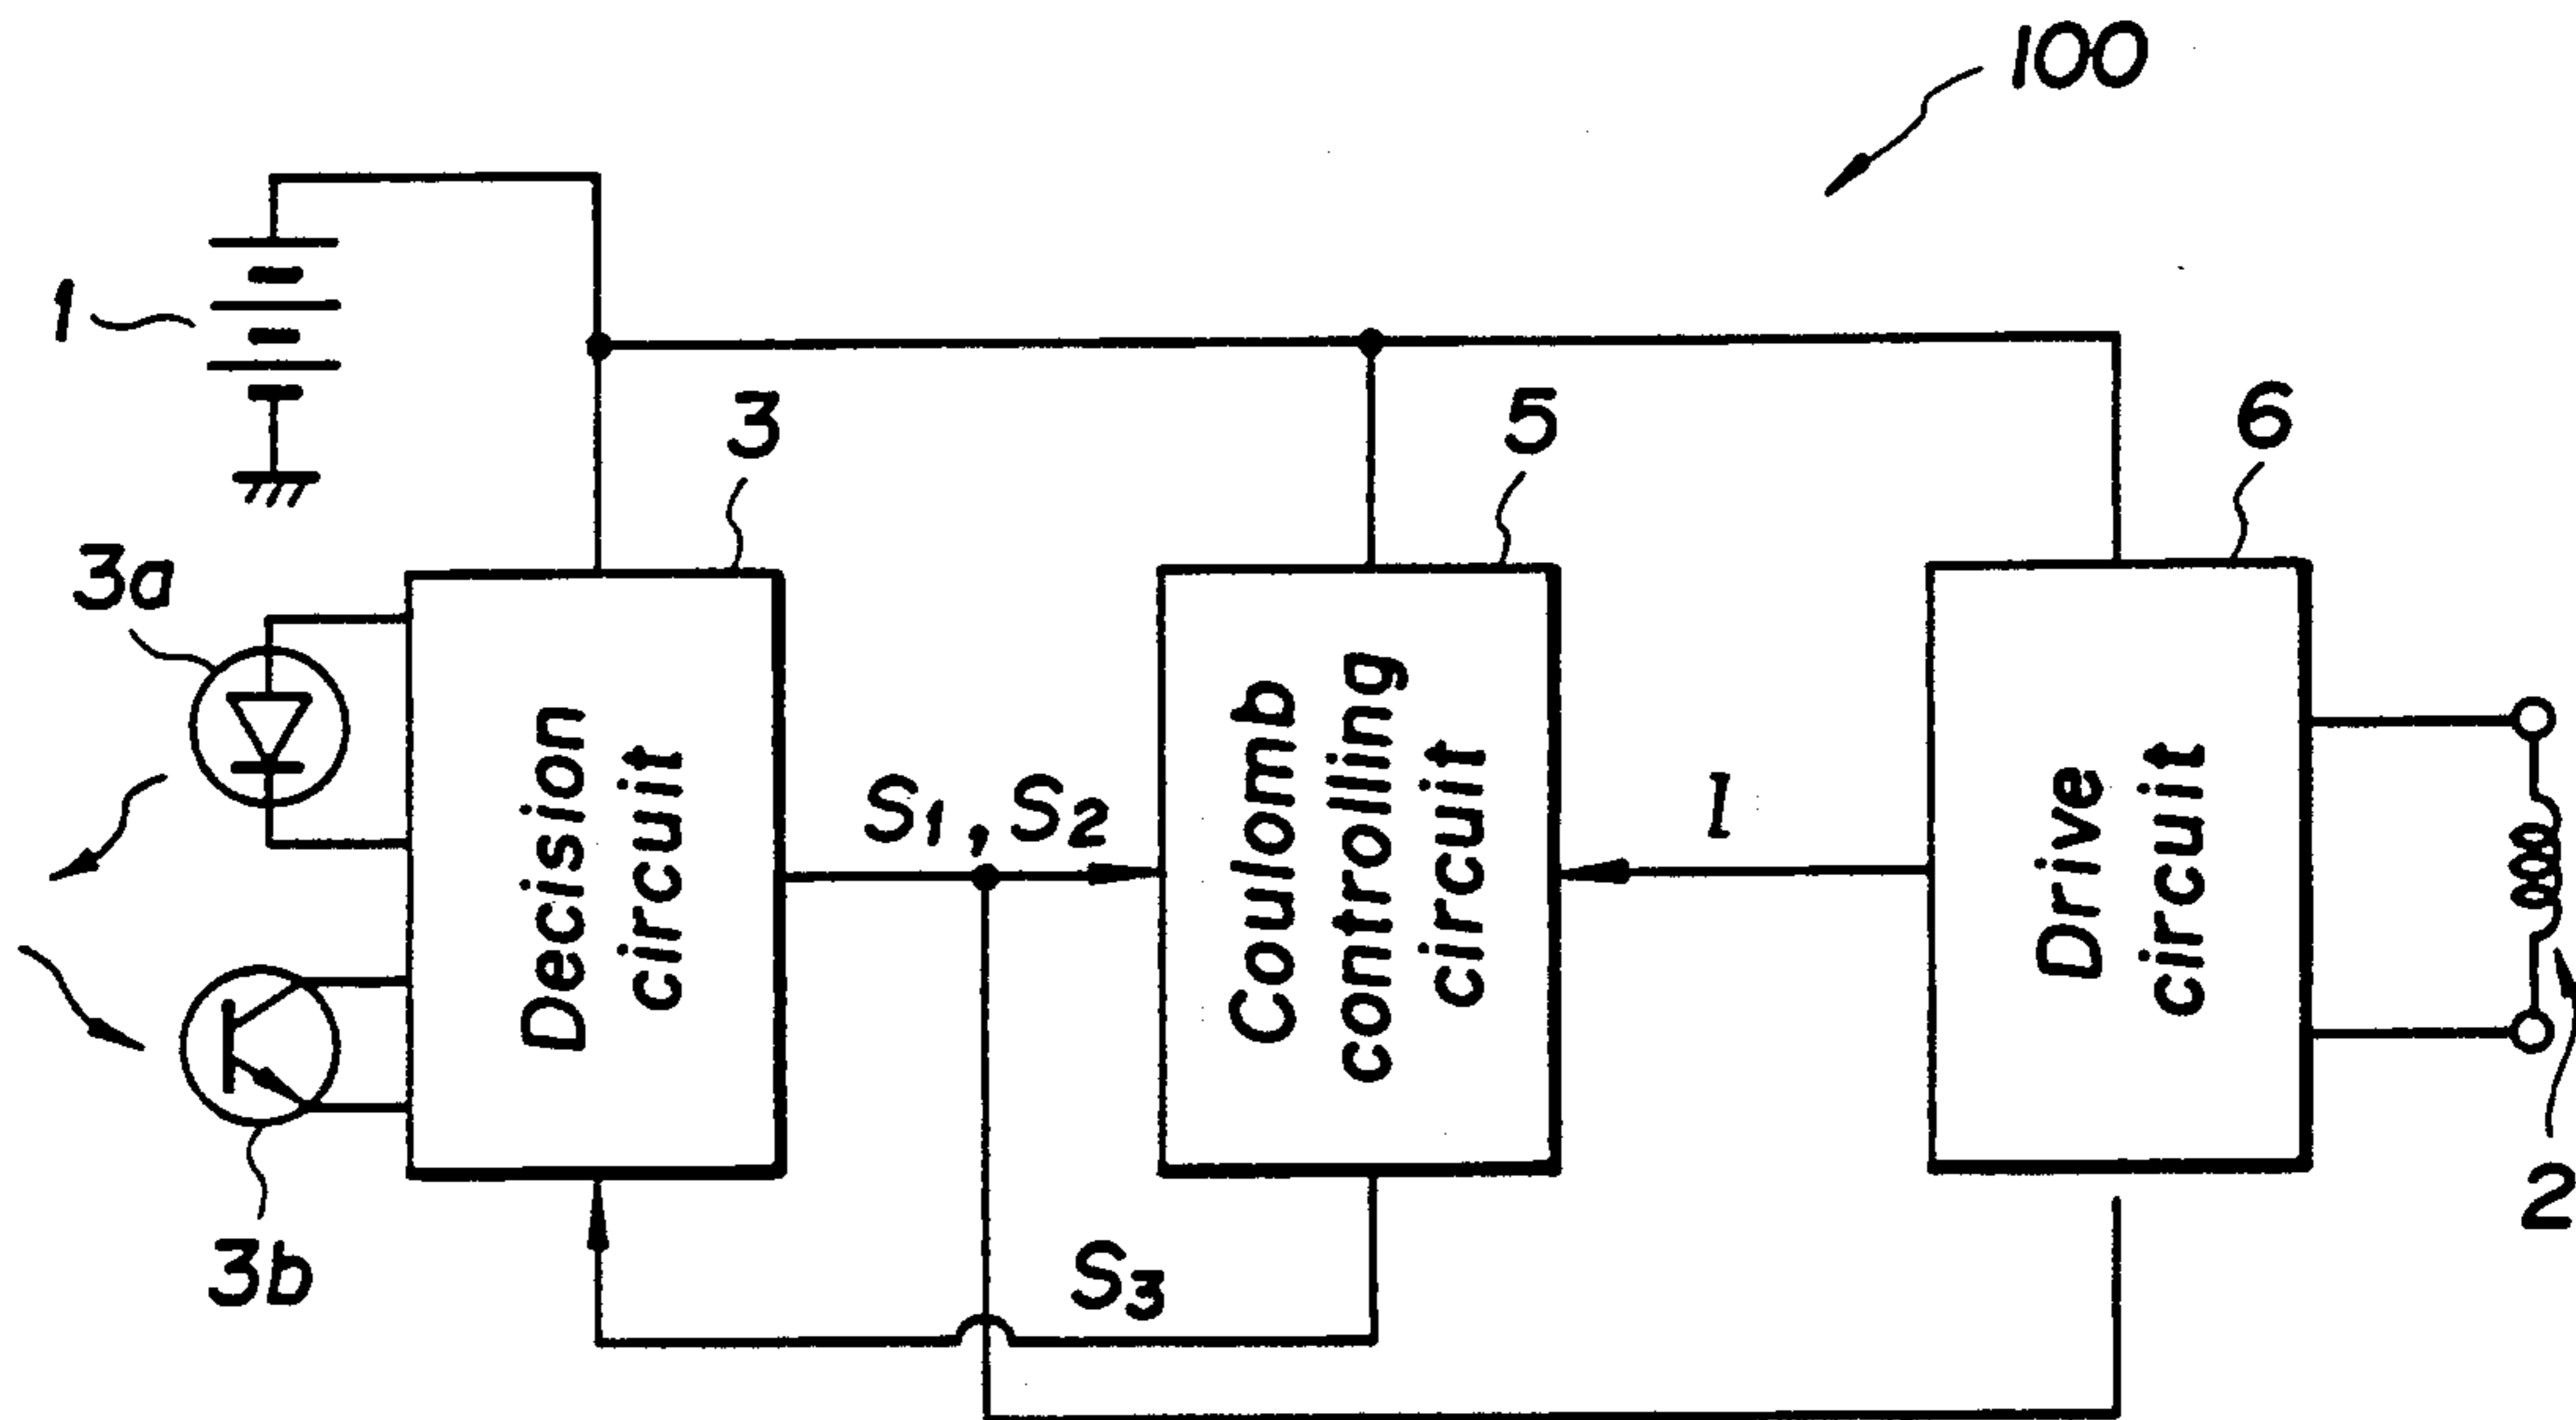 100
1
3
5
6
3a
Decision
circuit
S1, S2
Coulomb
controlling
circuit
I
Drive
circuit
3b
S3
2